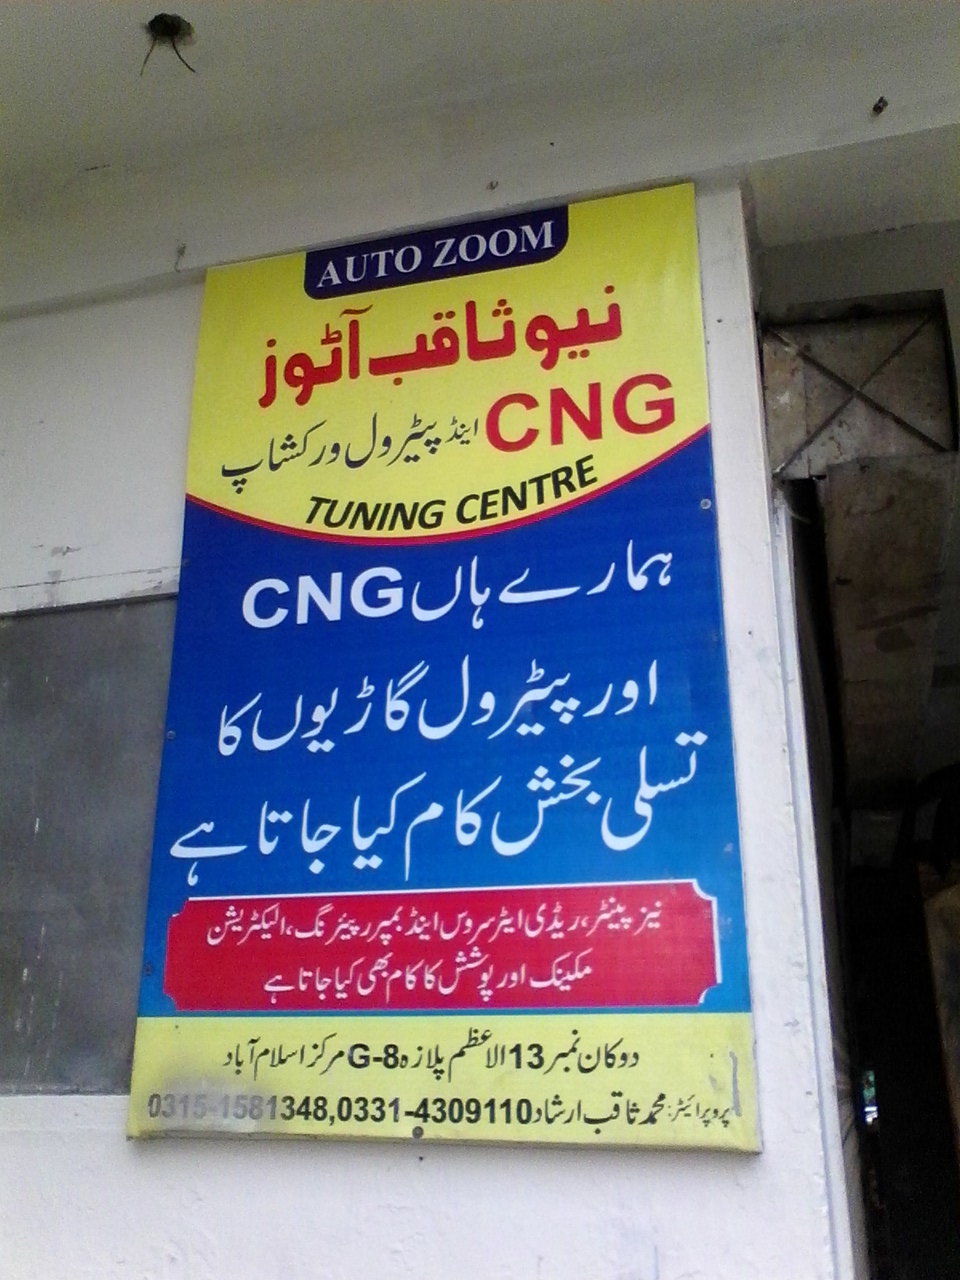 AUTO ZOOM
نیو ثاقب آٹوز
CNG اینڈ پیٹرول ورکشاپ
TUNING CENTRE
ہمارے ہاں CNG
اور پیٹرول گاڑیوں کا
تسلی بخش کام کیا جاتا ہے
نیز پینٹر، ریڈی ایٹر سروس اینڈ بمپر رپیئرنگ، الیکٹریشن
مکینک اور پوشش کا کام بھی کیا جاتا ہے
دوکان نمبر 13 الاعظم پلازہ G-8 مرکز اسلام آباد
پروپرائیٹر: محمد ثاقب ارشاد 0315-1581348,0331-4309110